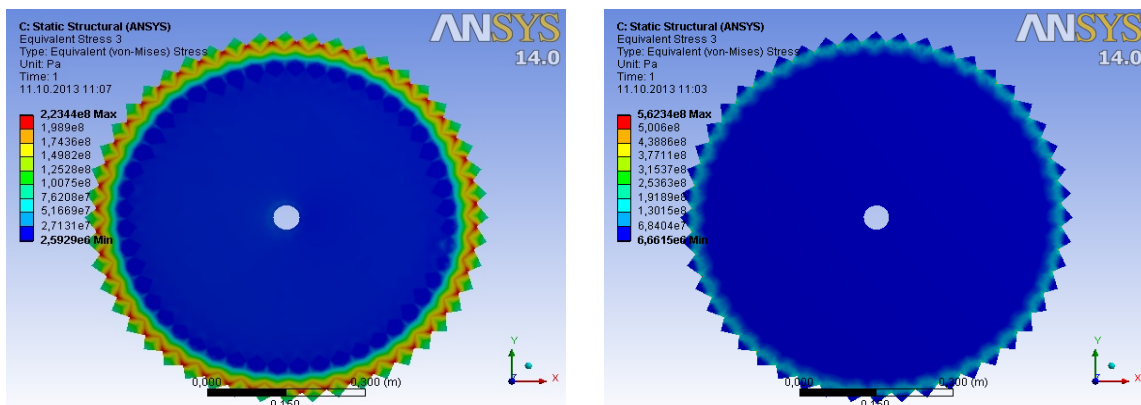 C: Static Structural (ANSYS)
Equivalent Stress 3
Type: Equivalent (von-Mises) Stress
Unit: Pa
Time: 1
11.10.2013 11:07
2,2344e8 Max
1,989e8
1,7436e8
1,4982e8
1,2528e8
1,0075e8
7,6208e7
5,1669e7
2,7131e7
2,5929e6 Min
ANSYS
14.0
0,000
0,300 (m)
0,150
Y
Z
X
C: Static Structural (ANSYS)
Equivalent Stress 3
Type: Equivalent (von-Mises) Stress
Unit: Pa
Time: 1
11.10.2013 11:03
5,6234e8 Max
5,006e8
4,3886e8
3,7711e8
3,1537e8
2,5363e8
1,9189e8
1,3015e8
6,8404e7
6,6615e6 Min
ANSYS
14.0
0,000
0,300 (m)
0,150
Y
Z
X